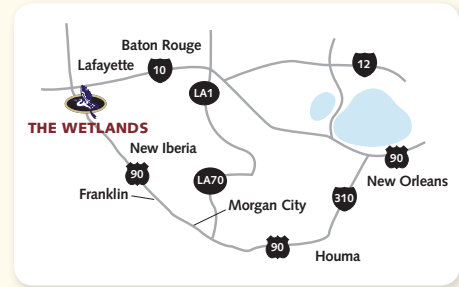 Baton Rouge
Lafayette
10
12
LA1
THE WETLANDS
New Iberia
90
90
New Orleans
LA70
Franklin
Morgan City
310
90
Houma